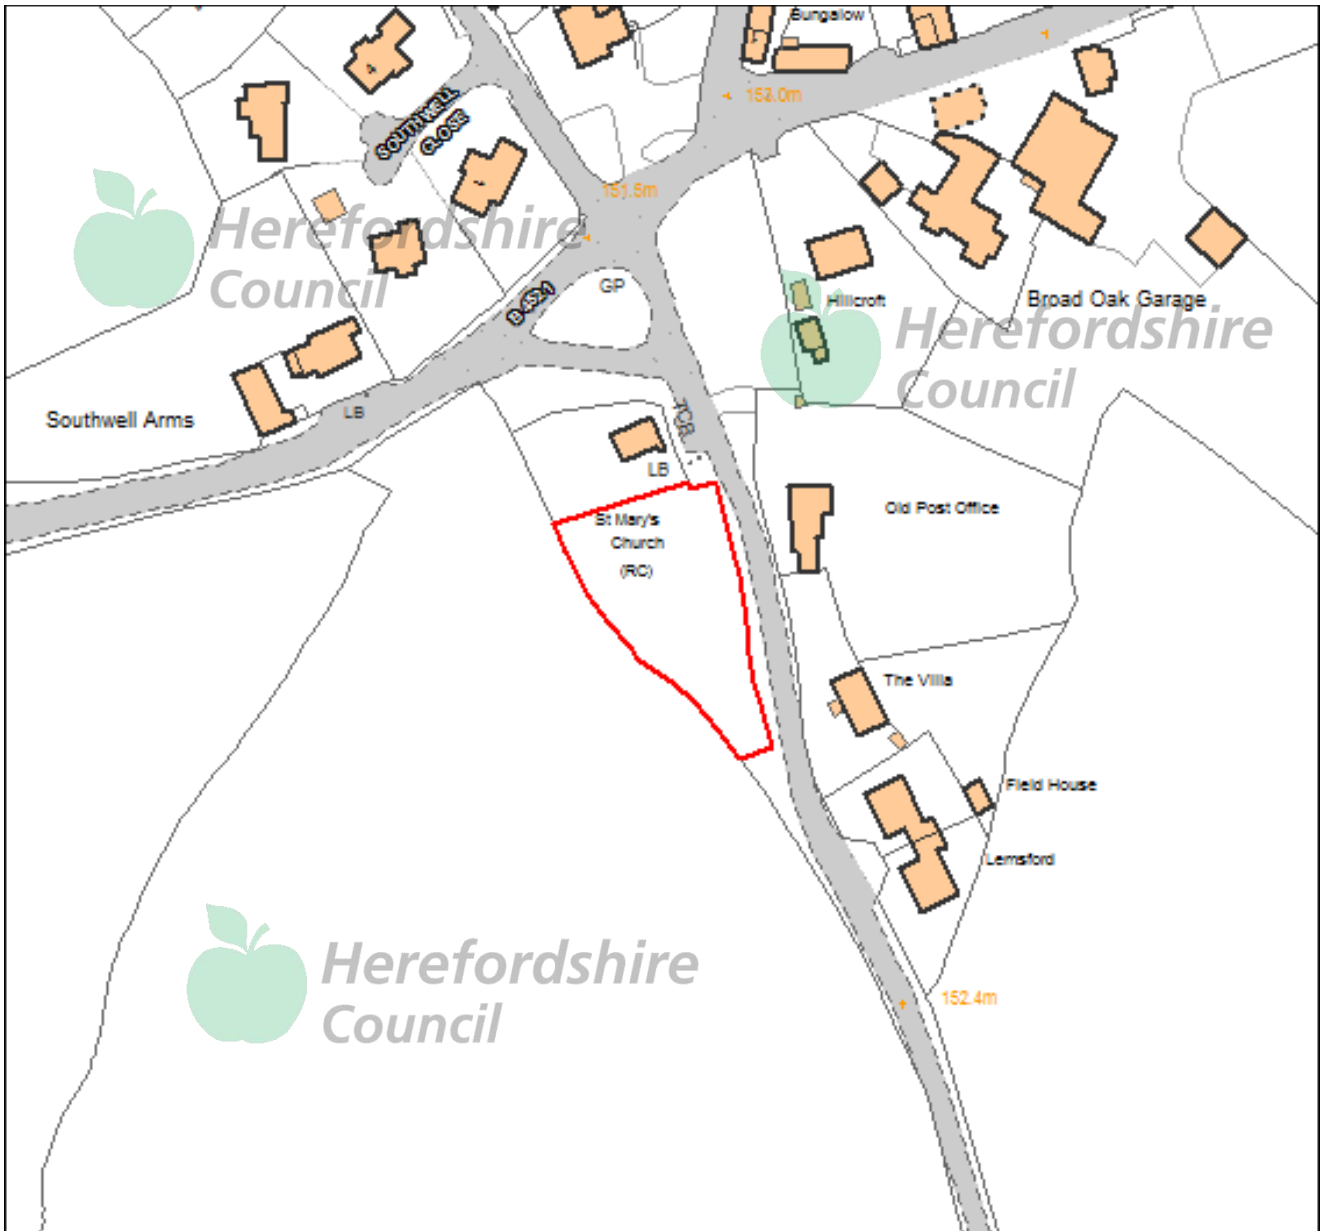 Bungalow
153.0m
SOUTHWELL
CLOSE
151.5m
Herefordshire
Council
GP
B 4521
Hillcroft
Broad Oak Garage
Herefordshire
Council
Southwell Arms
LB
TCB
LB
Old Post Office
St Mary's
Church
(RC)
The Villa
Field House
Lemsford
Herefordshire
Council
152.4m